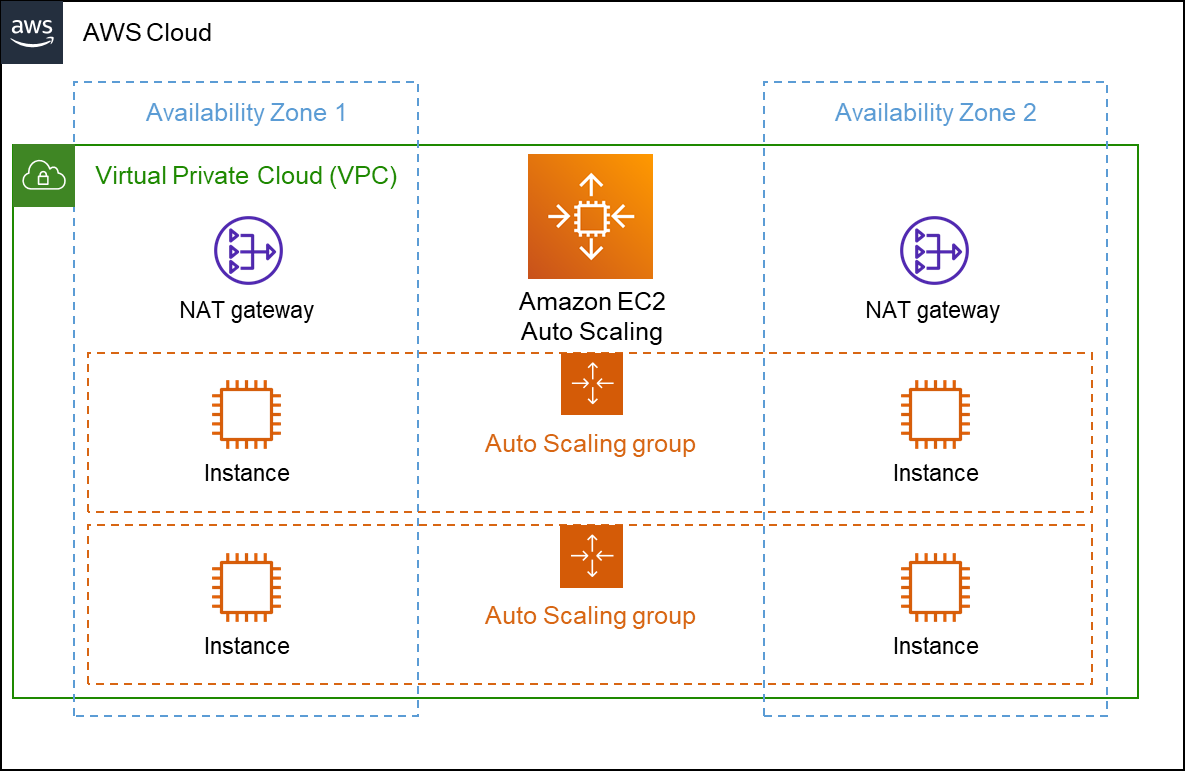 aws
AWS Cloud
Availability Zone 1
Availability Zone 2
Virtual Private Cloud (VPC)
NAT gateway
Amazon EC2
Auto Scaling
NAT gateway
Instance
Auto Scaling group
Instance
Instance
Auto Scaling group
Instance